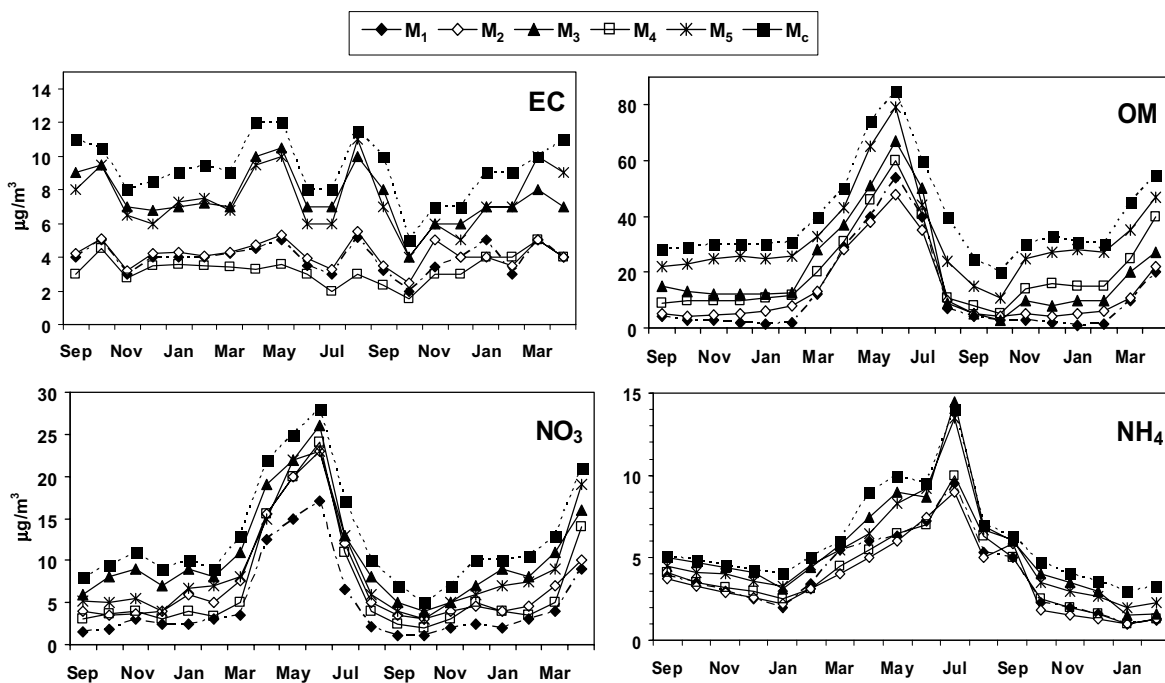 M1 M2 M3 M4 M5 Mc
EC
µg/m³
14
12
10
8
6
4
2
0
Sep Nov Jan Mar May Jul Sep Nov Jan Mar
OM
80
60
40
20
0
Sep Nov Jan Mar May Jul Sep Nov Jan Mar
NO3
µg/m³
30
25
20
15
10
5
0
Sep Nov Jan Mar May Jul Sep Nov Jan Mar
NH4
15
10
5
0
Sep Nov Jan Mar May Jul Sep Nov Jan